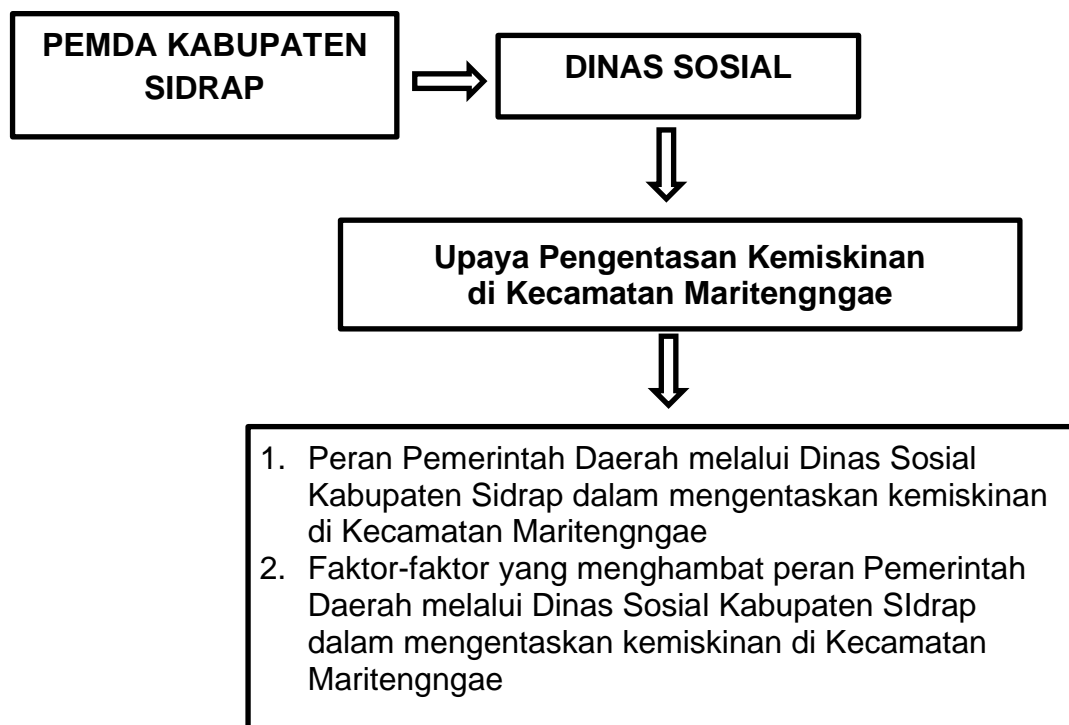 PEMDA KABUPATEN
SIDRAP
DINAS SOSIAL
Upaya Pengentasan Kemiskinan
di Kecamatan Maritengngae
1. Peran Pemerintah Daerah melalui Dinas Sosial
Kabupaten Sidrap dalam mengentaskan kemiskinan
di Kecamatan Maritengngae
2. Faktor-faktor yang menghambat peran Pemerintah
Daerah melalui Dinas Sosial Kabupaten SIdrap
dalam mengentaskan kemiskinan di Kecamatan
Maritengngae